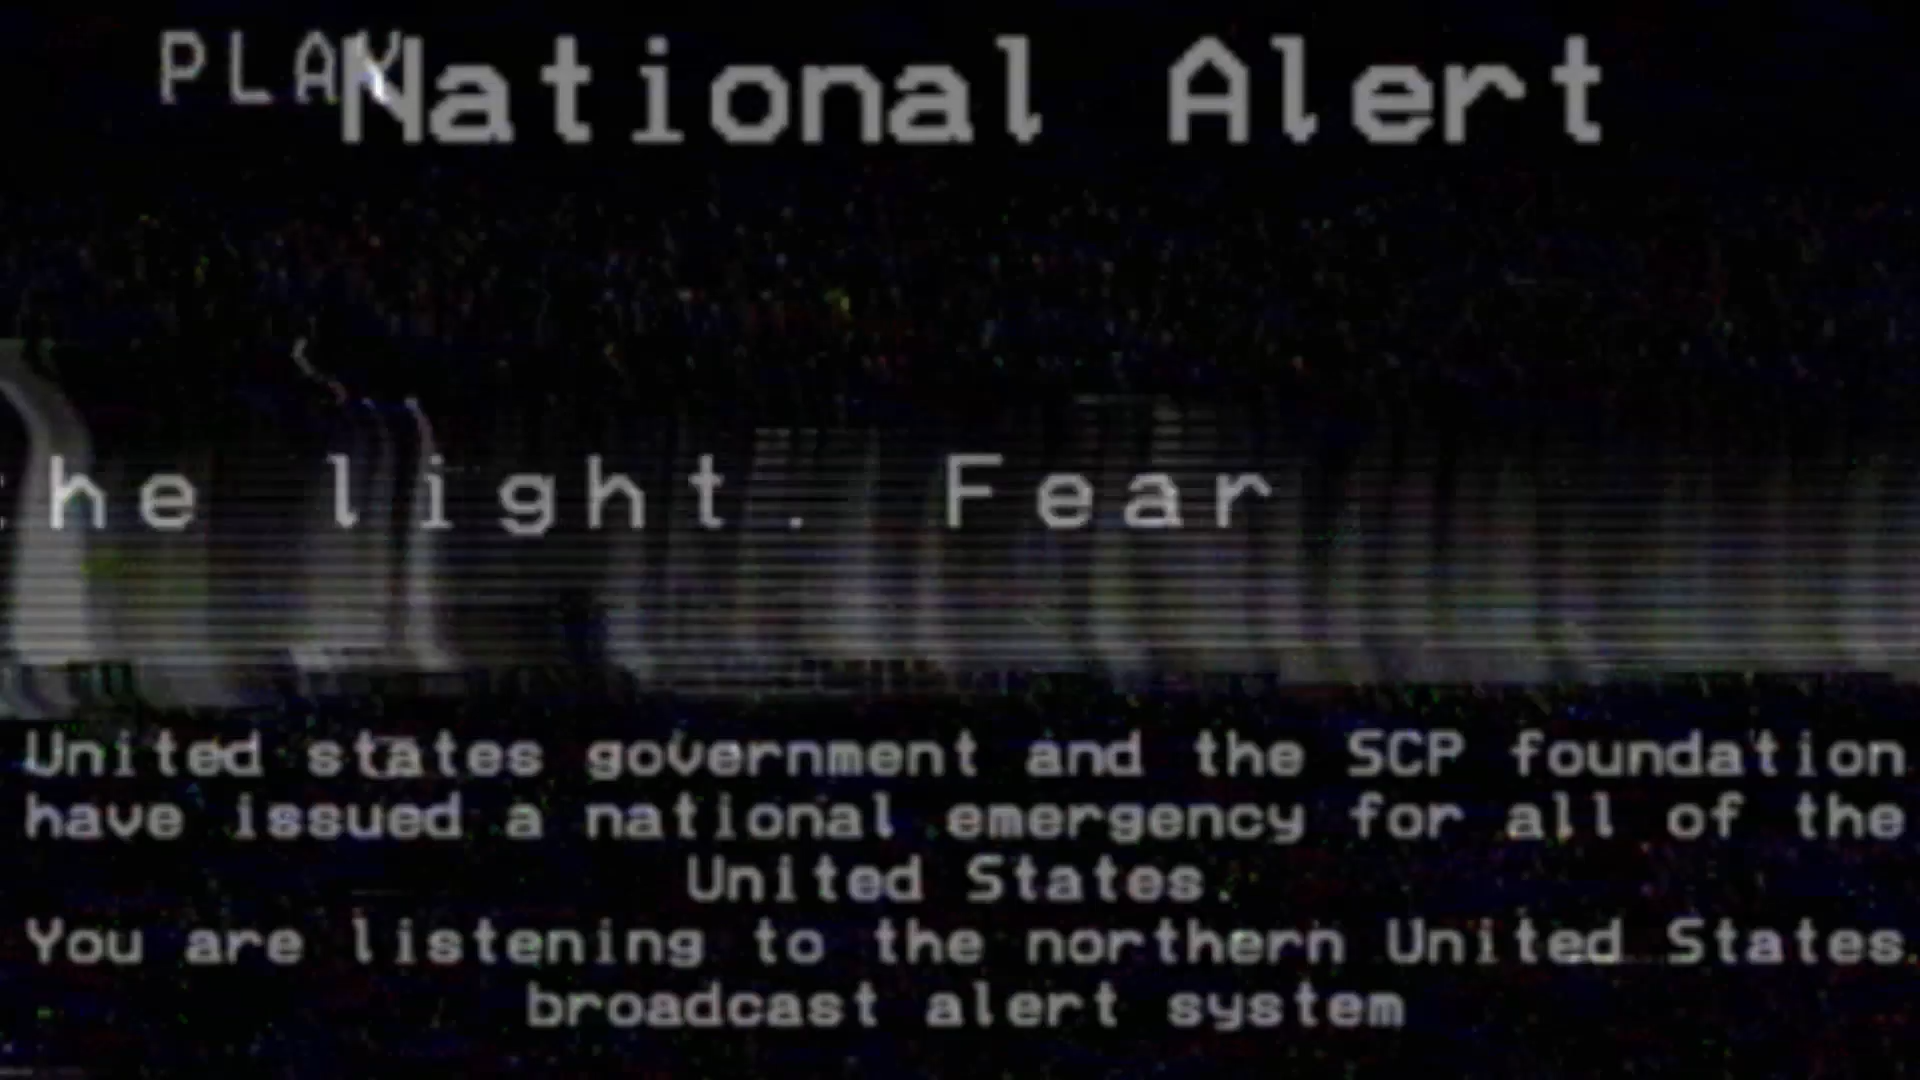 PLAY
National Alert
he light. Fear
United states government and the SCP foundation
have issued a national emergency for all of the
United States.
You are listening to the northern United States.
broadcast alert system